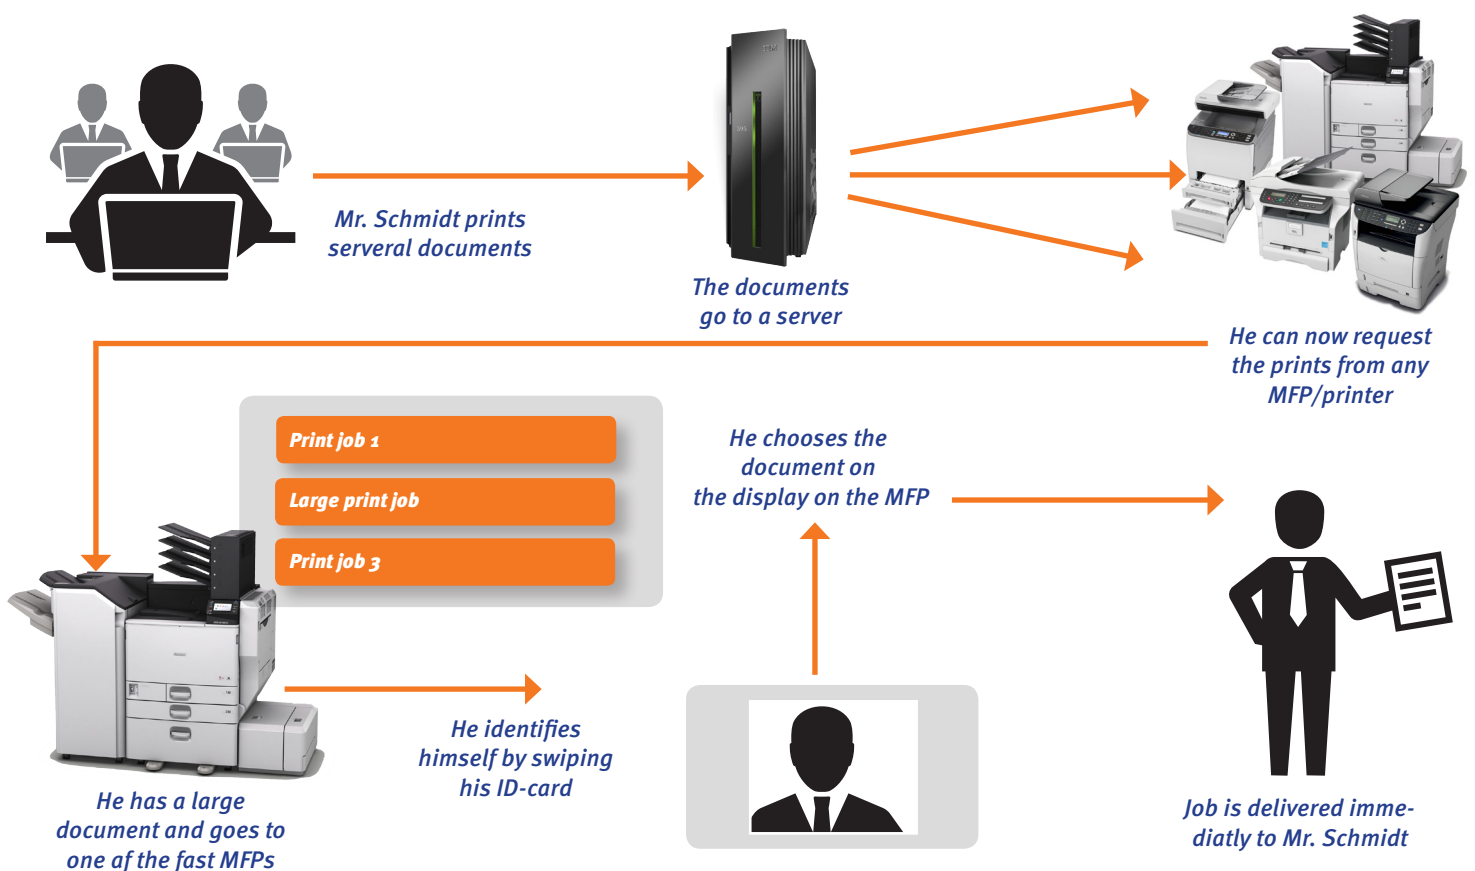 Mr. Schmidt prints
serveral documents
The documents
go to a server
He can now request
the prints from any
MFP/printer
Print job 1
Large print job
Print job 3
He has a large
document and goes to
one af the fast MFPs
He identifies
himself by swiping
his ID-card
He chooses the
document on
the display on the MFP
Job is delivered imme-
diatly to Mr. Schmidt